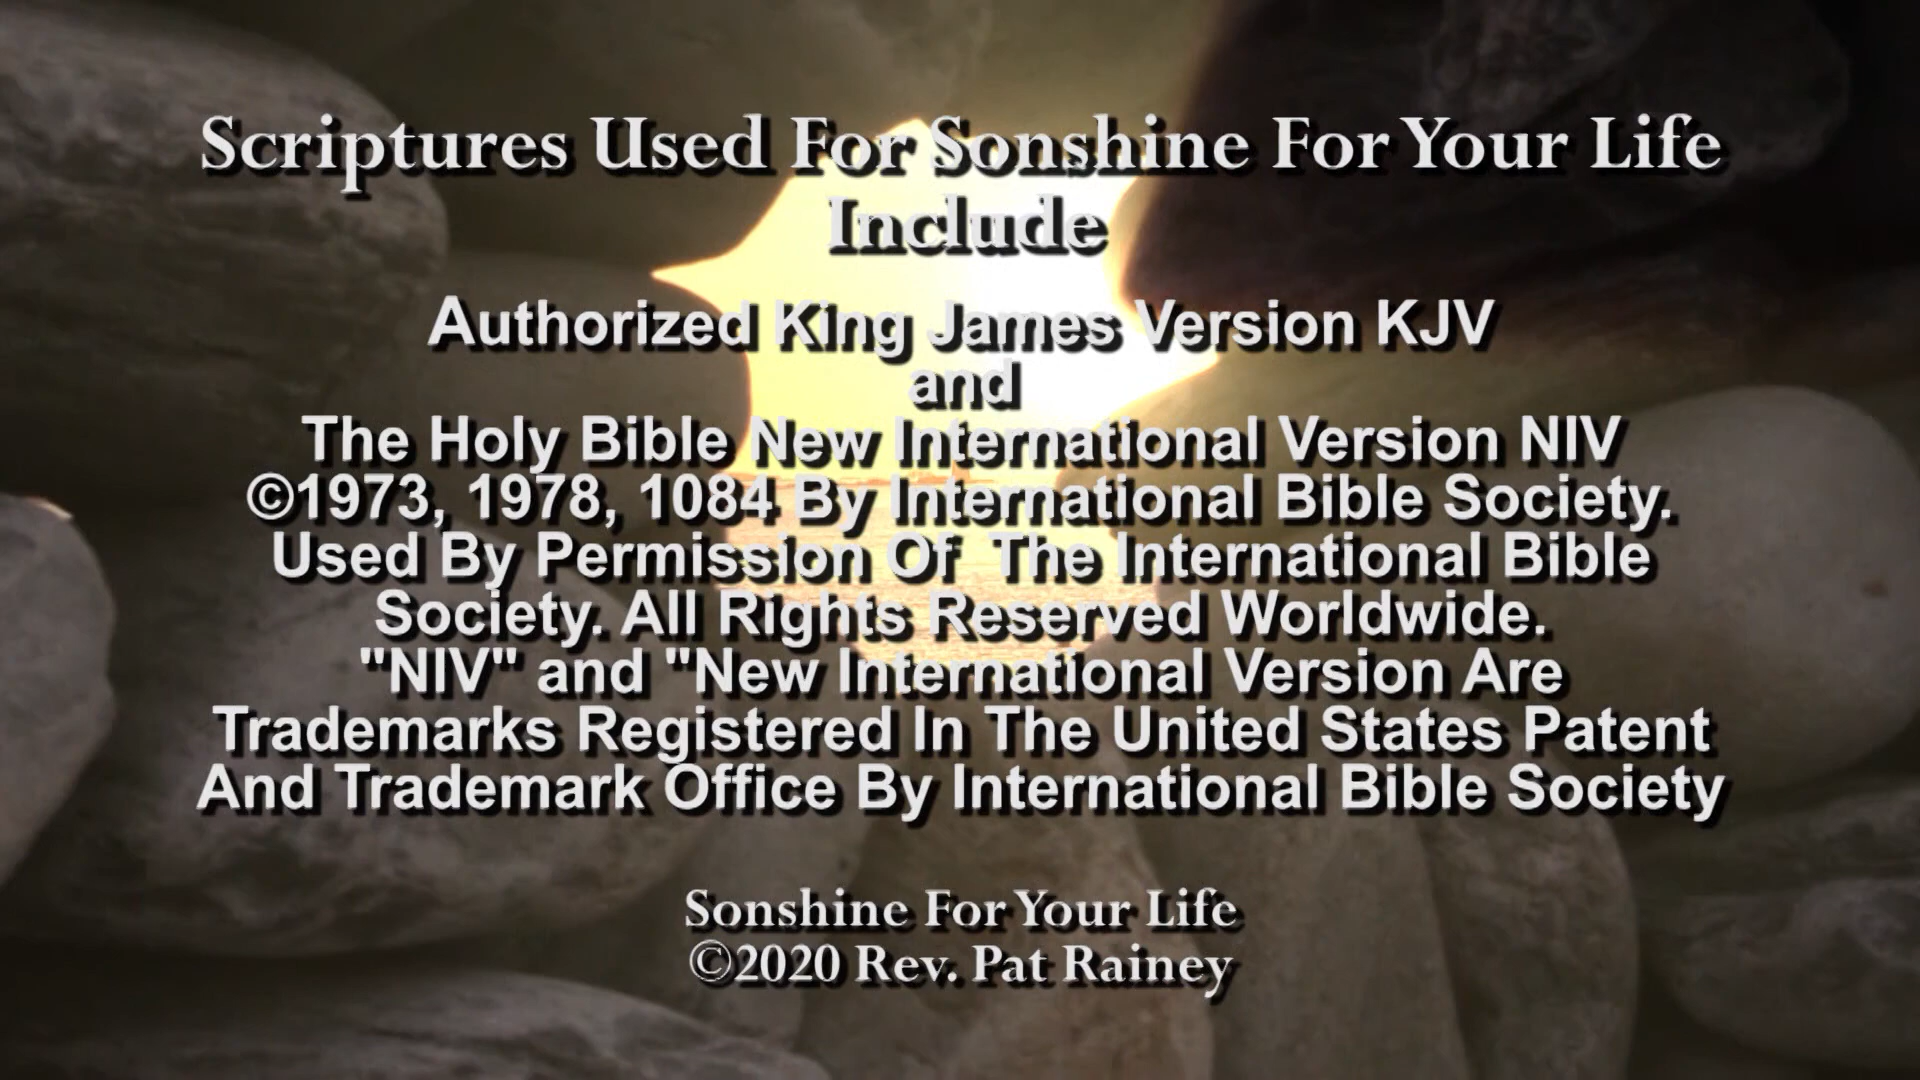 Scriptures Used For Sonshine For Your Life
Include
Authorized King James Version KJV
and
The Holy Bible New International Version NIV
©1973, 1978, 1084 By International Bible Society.
Used By Permission Of The International Bible
Society. All Rights Reserved Worldwide.
"NIV" and "New International Version Are
Trademarks Registered In The United States Patent
And Trademark Office By International Bible Society
Sonshine For Your Life
©2020 Rev. Pat Rainey